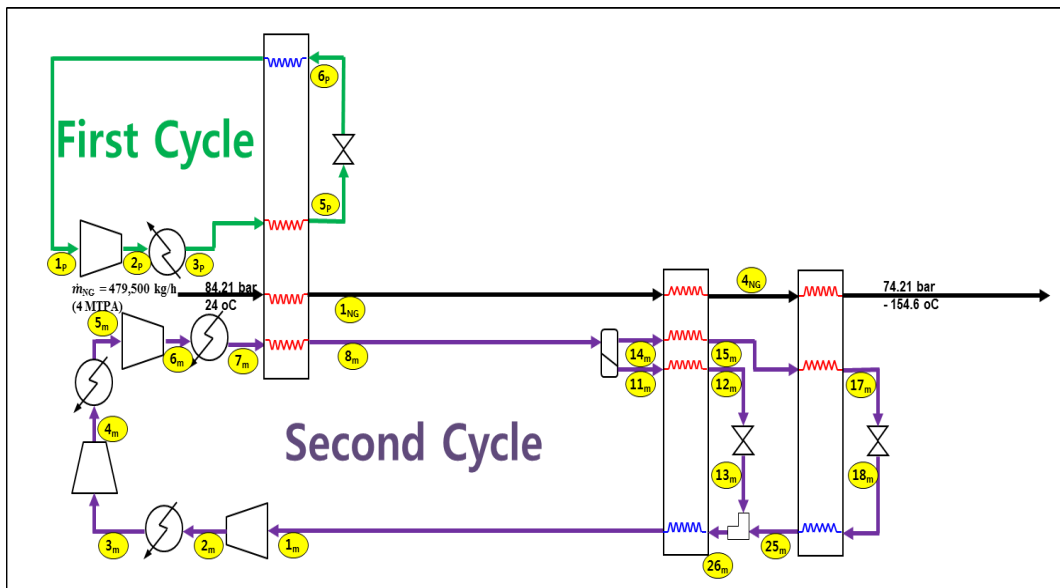 6P
First Cycle
5P
1P
2P
3P
ṁNG = 479,500 kg/h
(4 MTPA)
84.21 bar
24 oC
1NG
4NG
74.21 bar
- 154.6 oC
5m
6m
7m
8m
14m
15m
11m
12m
17m
4m
Second Cycle
13m
18m
3m
2m
1m
26m
25m